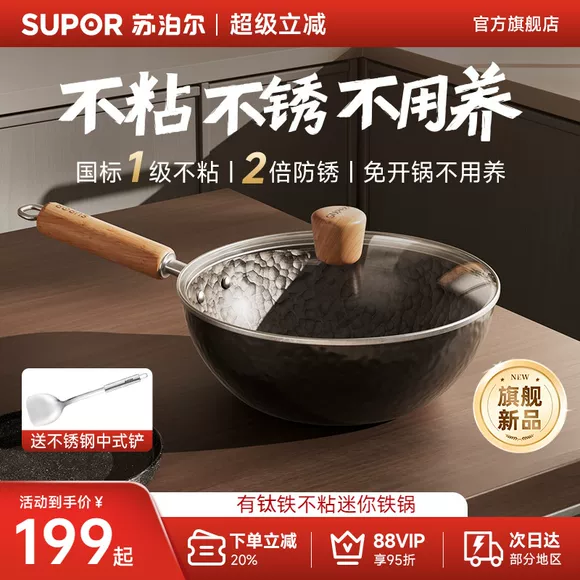 SUPOR 苏泊尔 | 超级立减
官方旗舰店
不粘 不锈 不用养
国标1级不粘 | 2倍防锈 | 免开锅不用养
SUPOR
NEW
旗舰
新品
送不锈钢中式铲
有钛铁不粘迷你铁锅
活动到手价¥
199起
下单立减
20%
88VIP
享95折
次日达
部分地区